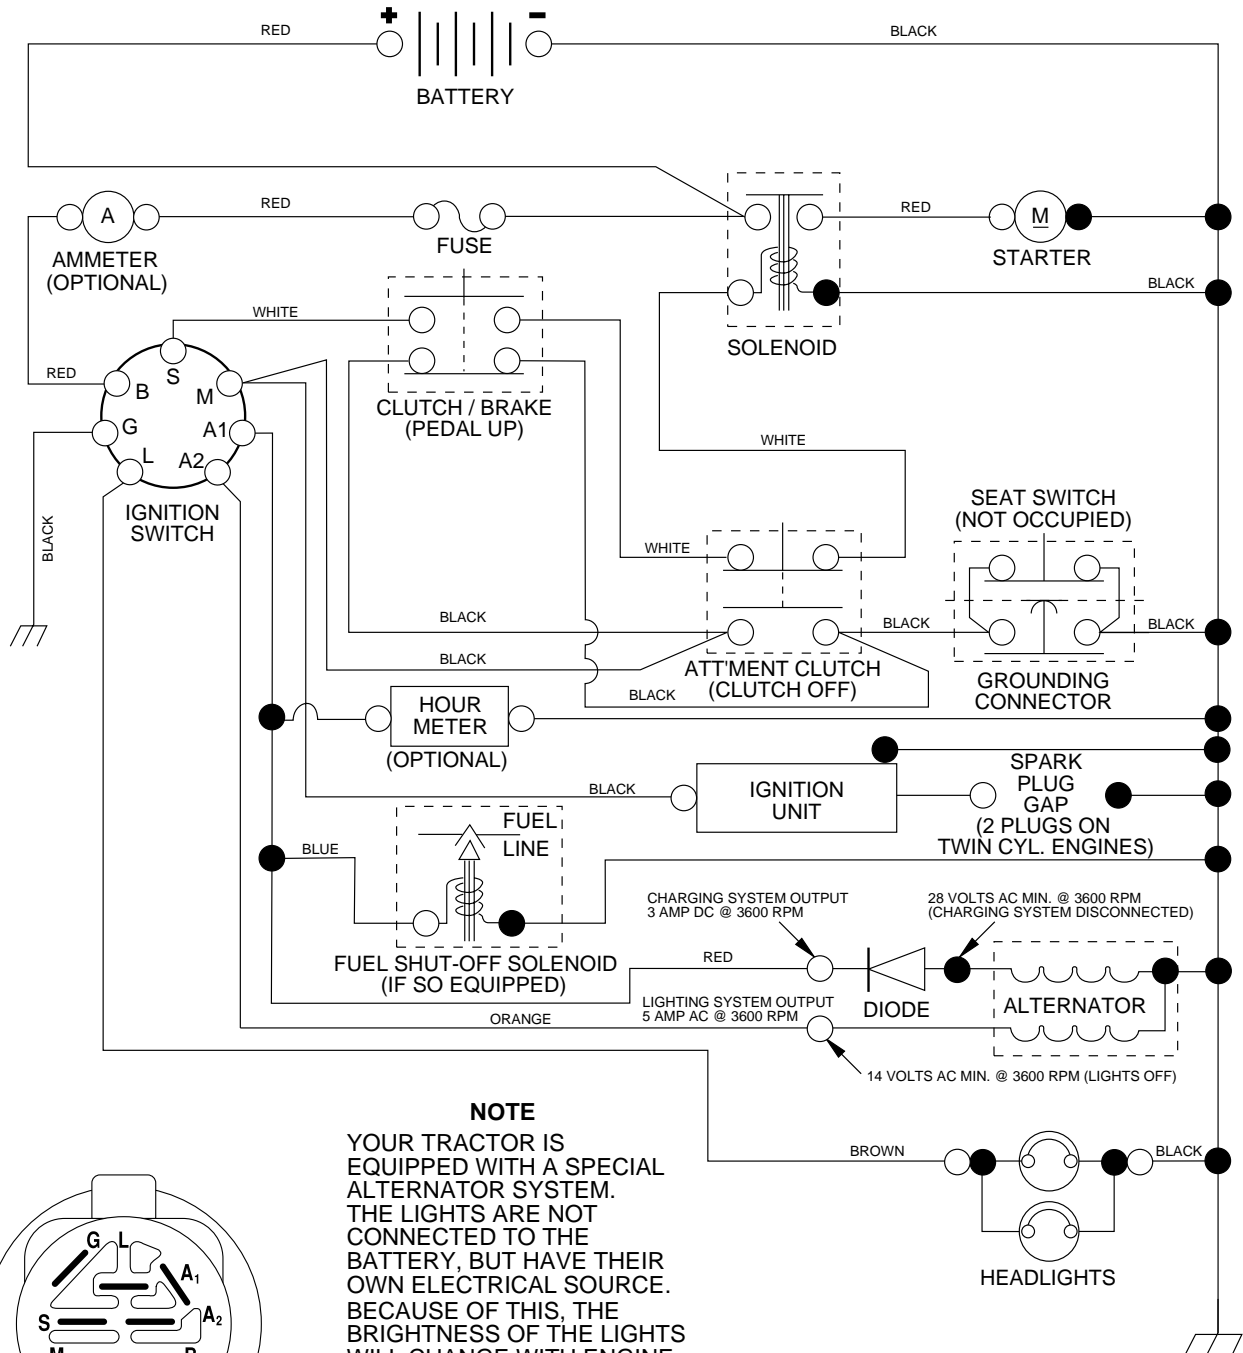 RED
+
-
BLACK
BATTERY
A
RED
AMMETER
(OPTIONAL)
FUSE
SOLENOID
RED
M
STARTER
BLACK
WHITE
CLUTCH / BRAKE
(PEDAL UP)
RED
S
B
M
G
A1
L
A2
IGNITION
SWITCH
BLACK
WHITE
WHITE
SEAT SWITCH
(NOT OCCUPIED)
BLACK
BLACK
BLACK
BLACK
BLACK
ATT'MENT CLUTCH
(CLUTCH OFF)
GROUNDING
CONNECTOR
HOUR
METER
(OPTIONAL)
BLACK
IGNITION
UNIT
SPARK
PLUG
GAP
(2 PLUGS ON
TWIN CYL. ENGINES)
BLUE
FUEL
LINE
FUEL SHUT-OFF SOLENOID
(IF SO EQUIPPED)
CHARGING SYSTEM OUTPUT
3 AMP DC @ 3600 RPM
28 VOLTS AC MIN. @ 3600 RPM
(CHARGING SYSTEM DISCONNECTED)
RED
DIODE
ALTERNATOR
LIGHTING SYSTEM OUTPUT
5 AMP AC @ 3600 RPM
ORANGE
14 VOLTS AC MIN. @ 3600 RPM (LIGHTS OFF)
BROWN
BLACK
HEADLIGHTS
NOTE
YOUR TRACTOR IS
EQUIPPED WITH A SPECIAL
ALTERNATOR SYSTEM.
THE LIGHTS ARE NOT
CONNECTED TO THE
BATTERY, BUT HAVE THEIR
OWN ELECTRICAL SOURCE.
BECAUSE OF THIS, THE
BRIGHTNESS OF THE LIGHTS
WILL CHANGE WITH ENGINE
G
L
A1
A2
S
M
B